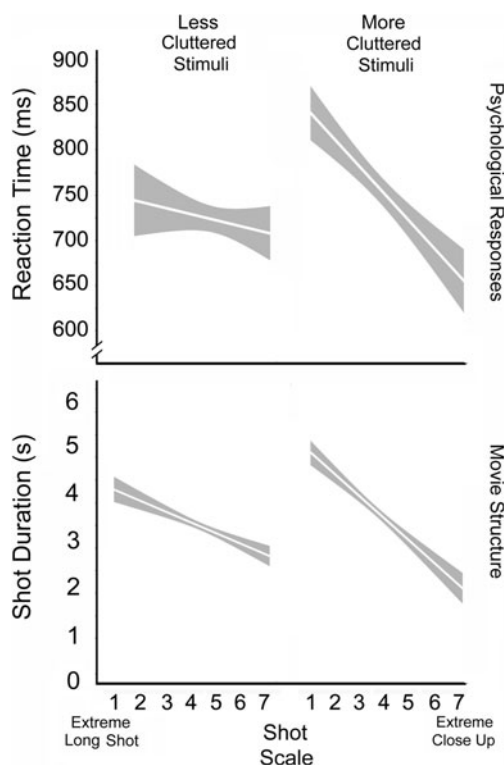 Less
Cluttered
Stimuli
More
Cluttered
Stimuli
900
850
800
750
700
650
600
Reaction Time (ms)
Psychological Responses
6
5
4
3
2
1
0
Shot Duration (s)
Movie Structure
1 2 3 4 5 6 7
1 2 3 4 5 6 7
Extreme
Long Shot
Shot
Scale
Extreme
Close Up